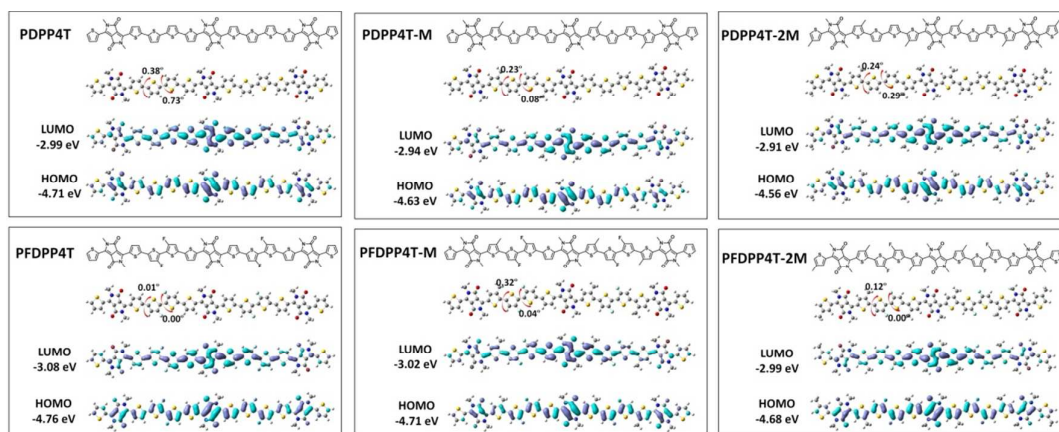 PDPP4T
0.38°
0.73°
LUMO
-2.99 eV
HOMO
-4.71 eV
PDPP4T-M
0.23°
0.08°
LUMO
-2.94 eV
HOMO
-4.63 eV
PDPP4T-2M
0.24°
0.29°
LUMO
-2.91 eV
HOMO
-4.56 eV
PFDPP4T
0.01°
0.00°
LUMO
-3.08 eV
HOMO
-4.76 eV
PFDPP4T-M
0.32°
0.04°
LUMO
-3.02 eV
HOMO
-4.71 eV
PFDPP4T-2M
0.12°
0.00°
LUMO
-2.99 eV
HOMO
-4.68 eV